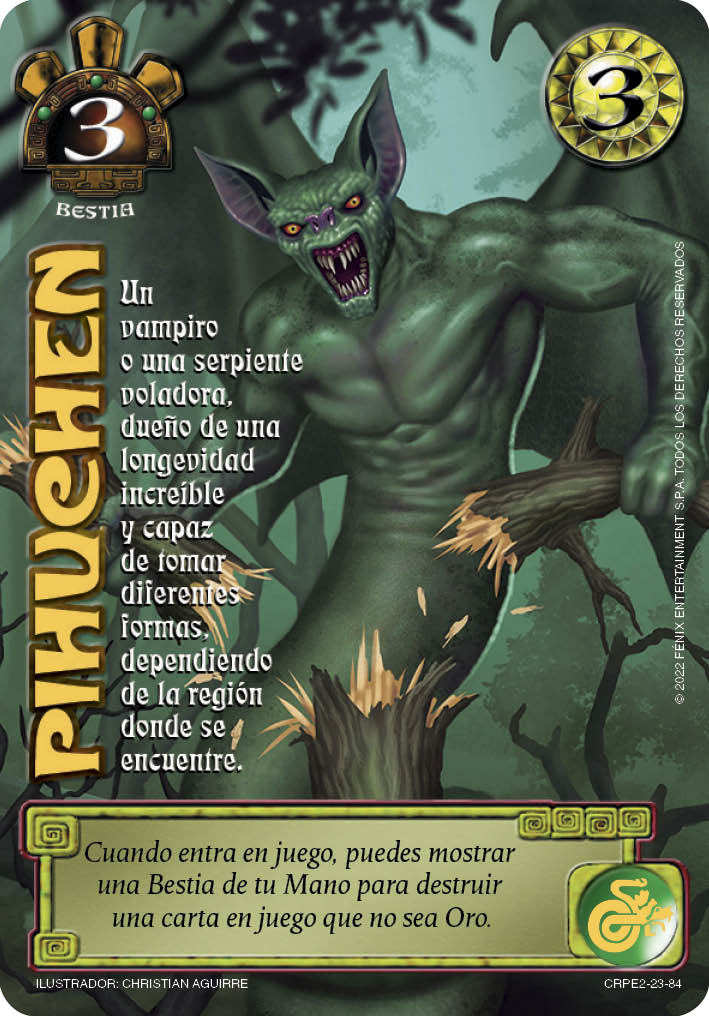 3
3
BESTIA
PIHUCHEN
Un
vampiro
o una serpiente
voladora,
dueño de una
longevidad
increíble
y capaz
de tomar
diferentes
formas,
dependiendo
de la región
donde se
encuentre.
© 2022 FÉNIX ENTERTAINMENT S.P.A. TODOS LOS DERECHOS RESERVADOS
Cuando entra en juego, puedes mostrar
una Bestia de tu Mano para destruir
una carta en juego que no sea Oro.
ILUSTRADOR: CHRISTIAN AGUIRRE
CRPE2-23-84